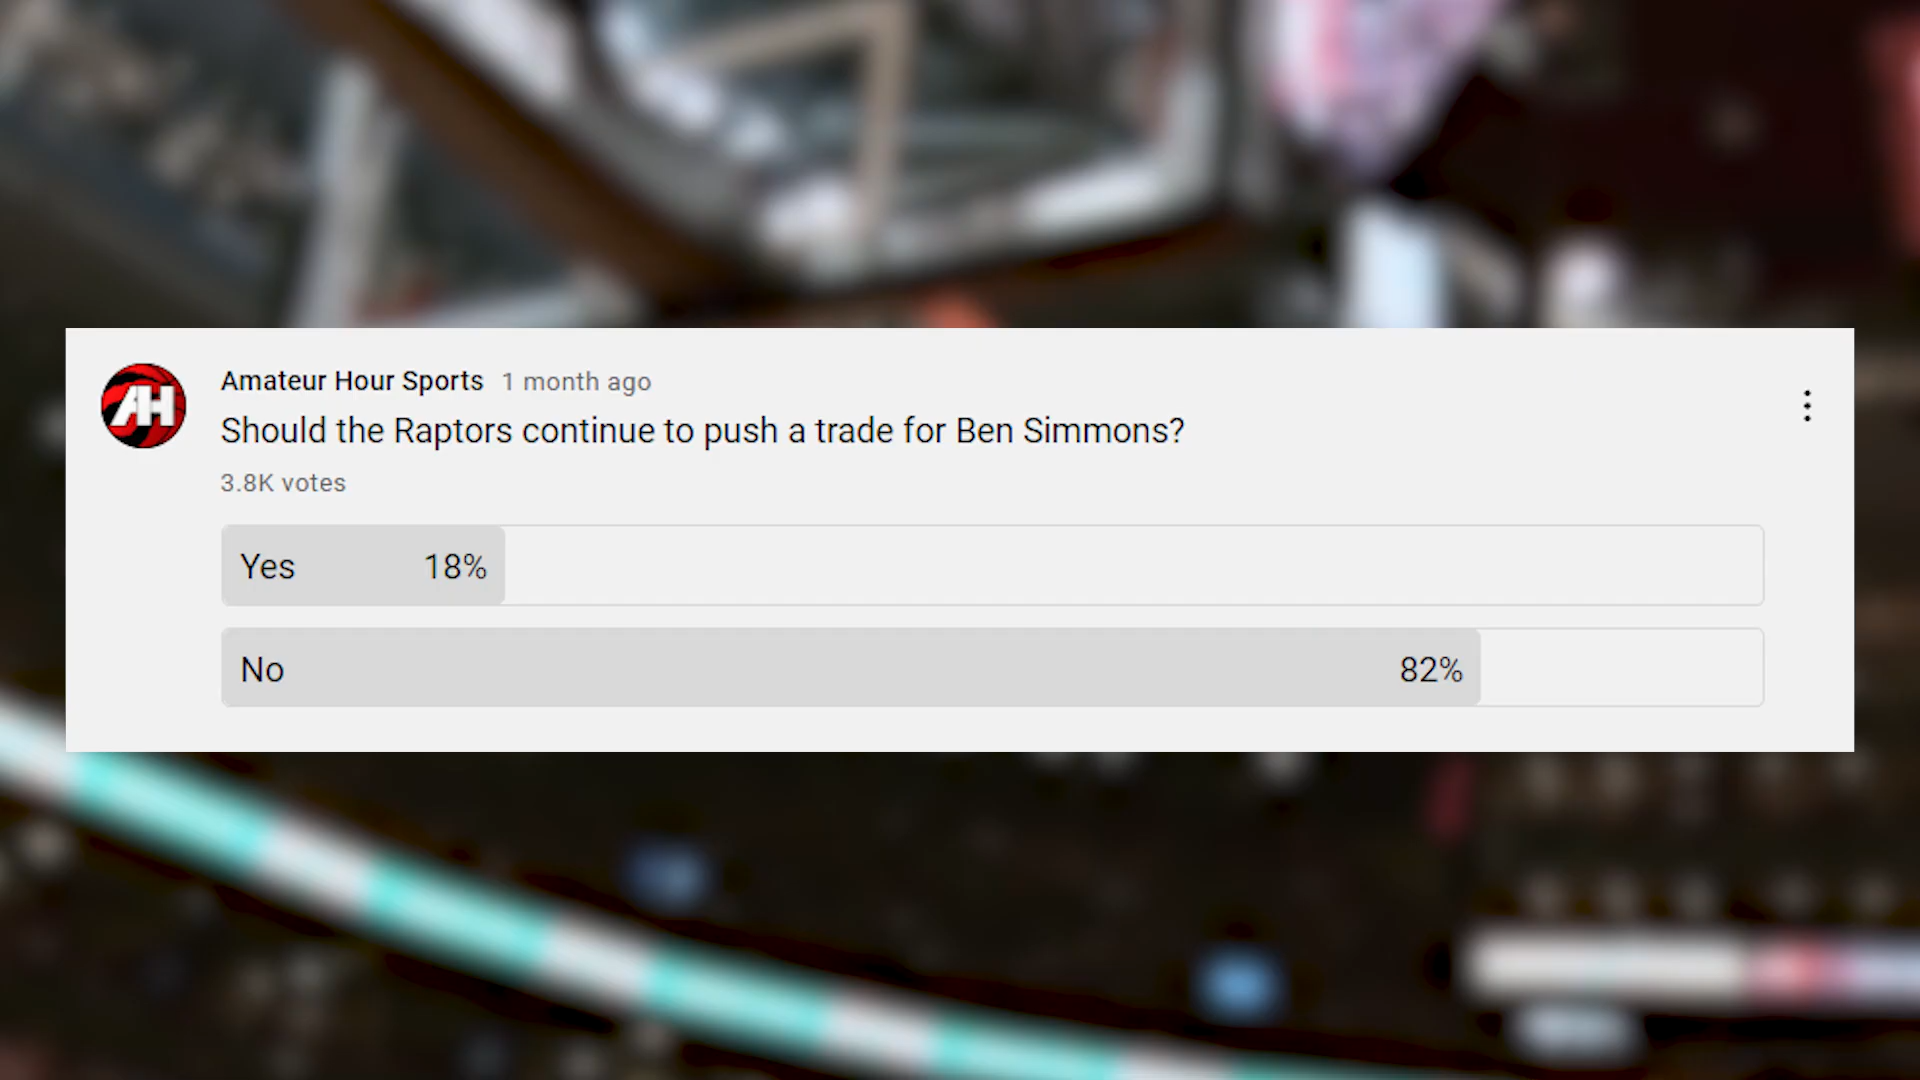 AH
Amateur Hour Sports 1 month ago
Should the Raptors continue to push a trade for Ben Simmons?
3.8K votes
Yes 18%
No 82%